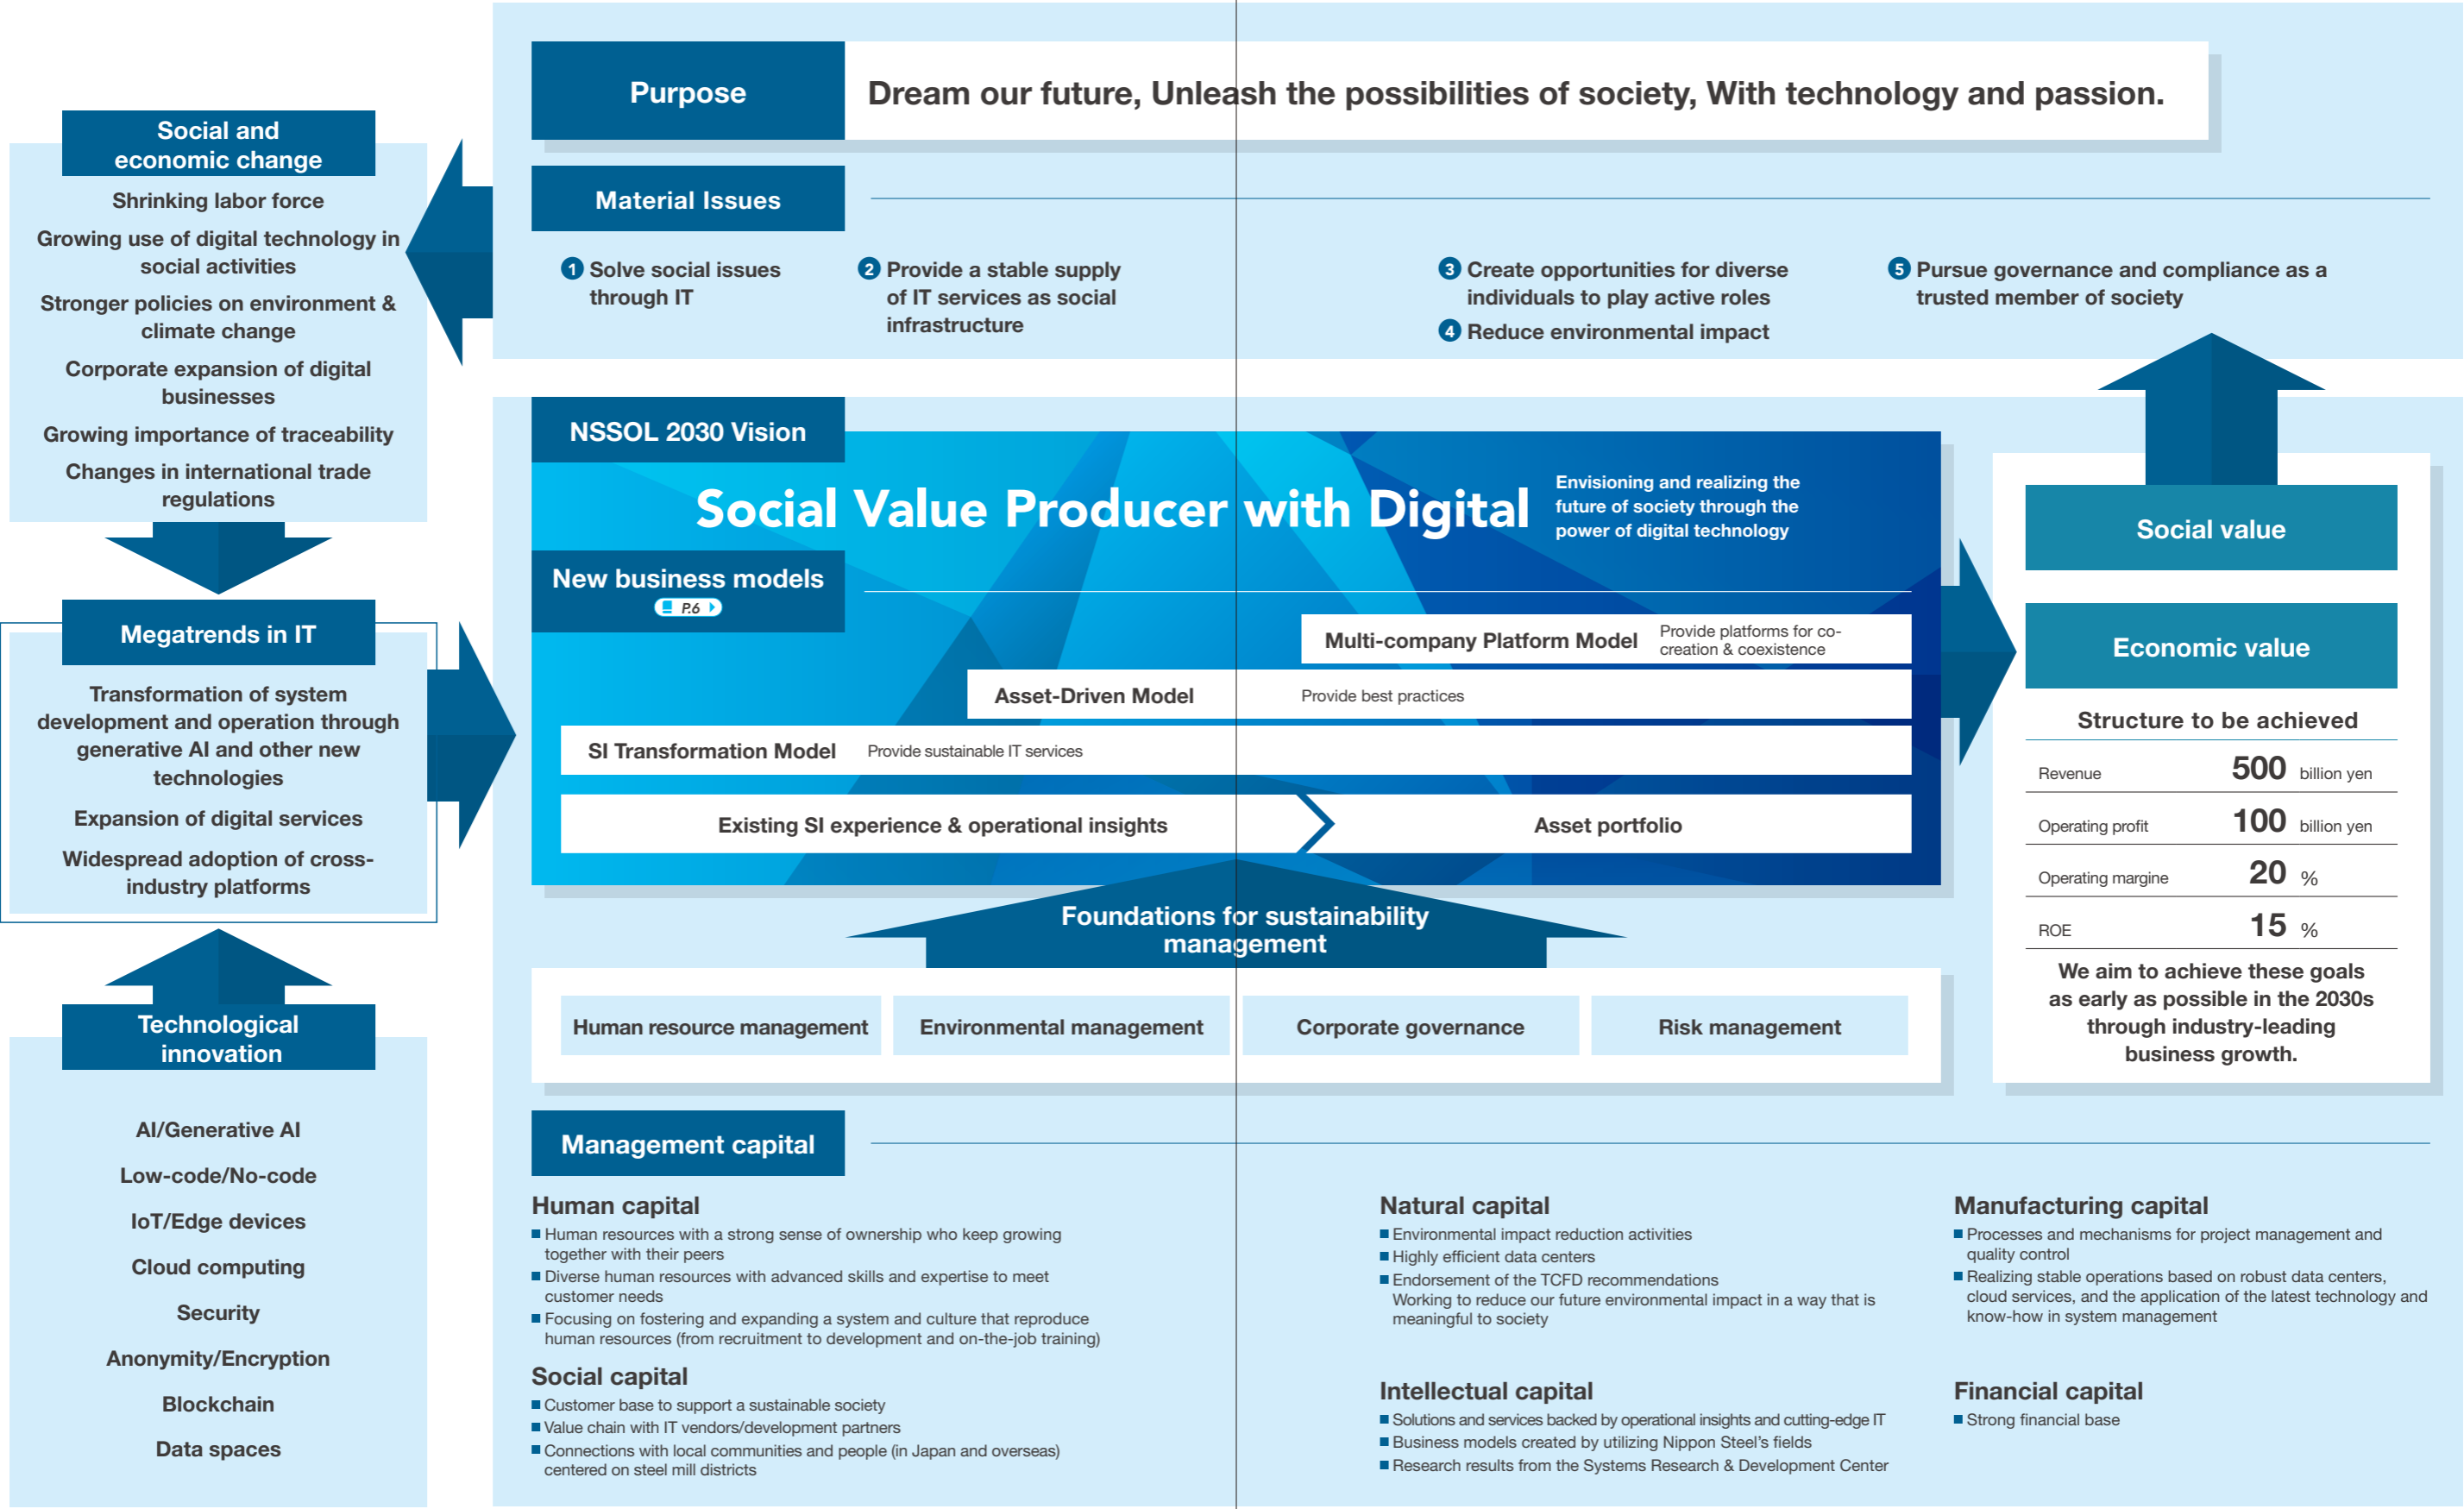 Purpose
Dream our future, Unleash the possibilities of society, With technology and passion.
Material Issues
1 Solve social issues
through IT
2 Provide a stable supply
of IT services as social
infrastructure
3 Create opportunities for diverse
individuals to play active roles
4 Reduce environmental impact
5 Pursue governance and compliance as a
trusted member of society
Social and
economic change
Shrinking labor force
Growing use of digital technology in
social activities
Stronger policies on environment &
climate change
Corporate expansion of digital
businesses
Growing importance of traceability
Changes in international trade
regulations
Megatrends in IT
Transformation of system
development and operation through
generative AI and other new
technologies
Expansion of digital services
Widespread adoption of cross-
industry platforms
Technological
innovation
AI/Generative AI
Low-code/No-code
IoT/Edge devices
Cloud computing
Security
Anonymity/Encryption
Blockchain
Data spaces
NSSOL 2030 Vision
Social Value Producer with Digital
Envisioning and realizing the
future of society through the
power of digital technology
New business models
P.6
Multi-company Platform Model
Provide platforms for co-
creation & coexistence
Asset-Driven Model
Provide best practices
SI Transformation Model
Provide sustainable IT services
Existing SI experience & operational insights
Asset portfolio
Foundations for sustainability
management
Human resource management
Environmental management
Corporate governance
Risk management
Social value
Economic value
Structure to be achieved
Revenue 500 billion yen
Operating profit 100 billion yen
Operating margine 20 %
ROE 15 %
We aim to achieve these goals
as early as possible in the 2030s
through industry-leading
business growth.
Management capital
Human capital
Human resources with a strong sense of ownership who keep growing
together with their peers
Diverse human resources with advanced skills and expertise to meet
customer needs
Focusing on fostering and expanding a system and culture that reproduce
human resources (from recruitment to development and on-the-job training)
Social capital
Customer base to support a sustainable society
Value chain with IT vendors/development partners
Connections with local communities and people (in Japan and overseas)
centered on steel mill districts
Natural capital
Environmental impact reduction activities
Highly efficient data centers
Endorsement of the TCFD recommendations
Working to reduce our future environmental impact in a way that is
meaningful to society
Intellectual capital
Solutions and services backed by operational insights and cutting-edge IT
Business models created by utilizing Nippon Steel's fields
Research results from the Systems Research & Development Center
Manufacturing capital
Processes and mechanisms for project management and
quality control
Realizing stable operations based on robust data centers,
cloud services, and the application of the latest technology and
know-how in system management
Financial capital
Strong financial base